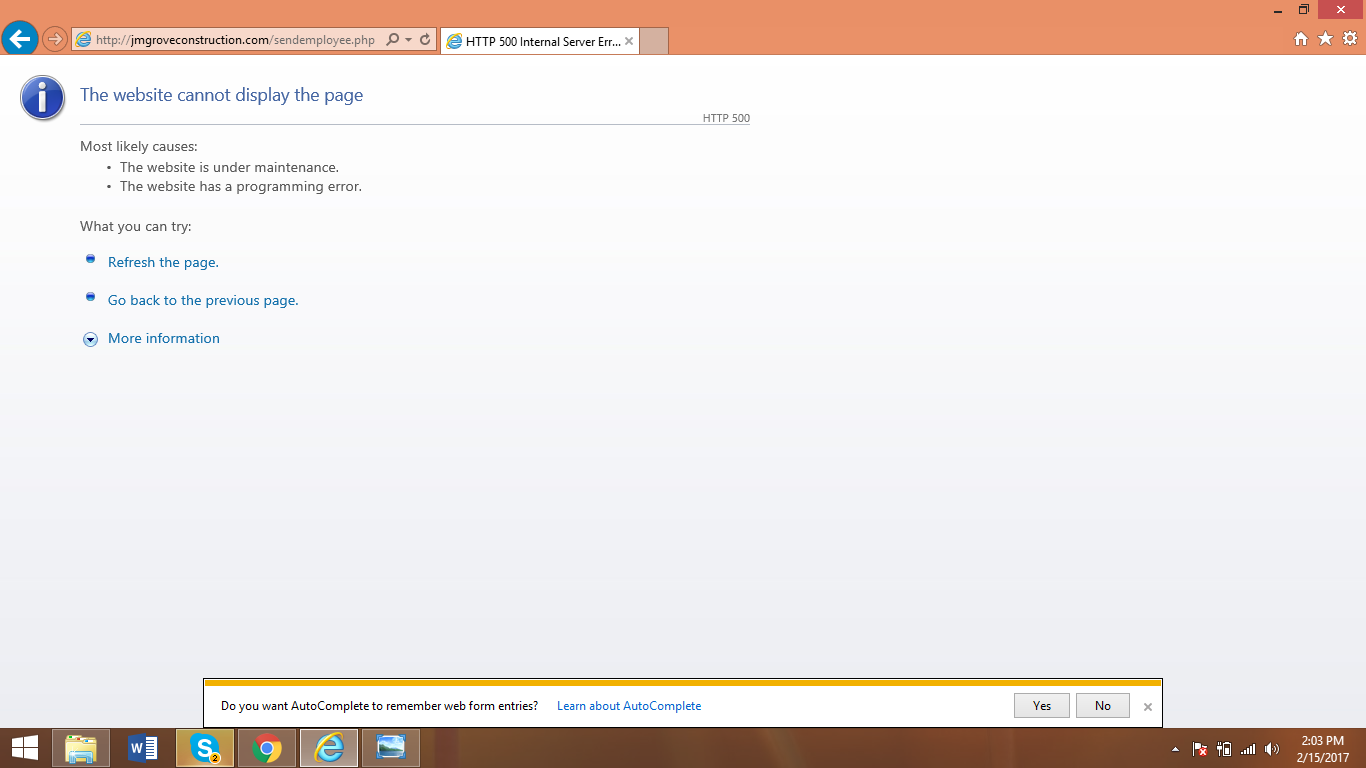 http://jmgroveconstruction.com/sendemployee.php
HTTP 500 Internal Server Err...
The website cannot display the page
HTTP 500
Most likely causes:
• The website is under maintenance.
• The website has a programming error.
What you can try:
Refresh the page.
Go back to the previous page.
More information
Do you want AutoComplete to remember web form entries? Learn about AutoComplete Yes No
W S 2 2:03 PM
2/15/2017